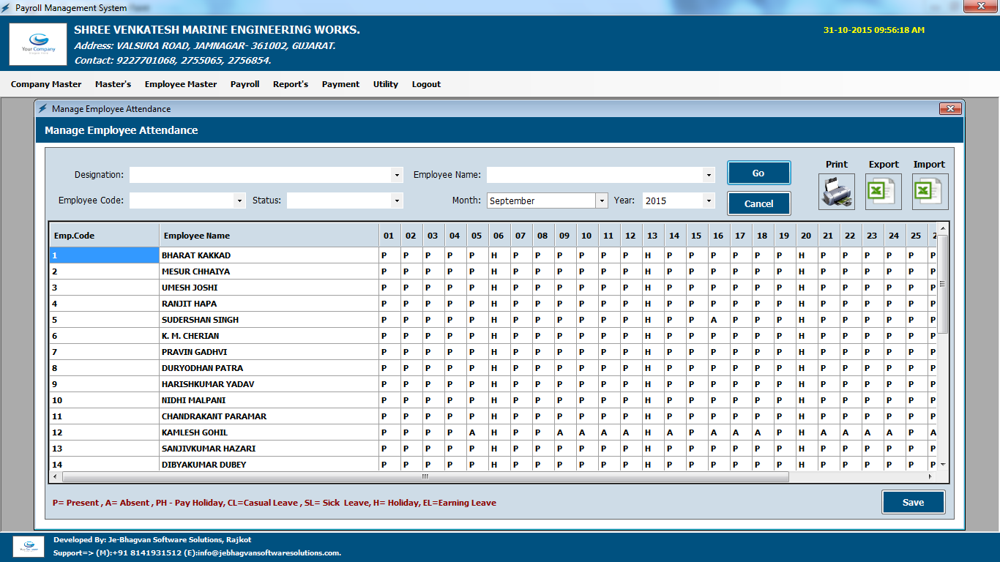 Payroll Management System
Your Company
SHREE VENKATESH MARINE ENGINEERING WORKS.
31-10-2015 09:56:18 AM
Address: VALSURA ROAD, JAMNAGAR- 361002, GUJARAT.
Contact: 9227701068, 2755065, 2756854.
Company Master Master's Employee Master Payroll Report's Payment Utility Logout
Manage Employee Attendance
Manage Employee Attendance
Print Export Import
Designation: Employee Name: Go
Employee Code: Status: Month: September Year: 2015 Cancel
Emp.Code Employee Name 01 02 03 04 05 06 07 08 09 10 11 12 13 14 15 16 17 18 19 20 21 22 23 24 25
1 BHARAT KAKKAD P P P P P H P P P P P P H P P P P P P H P P P P P P
2 MESUR CHHAIYA P P P P P H P P P P P P H P P P P P P H P P P P P P
3 UMESH JOSHI P P P P P H P P P P P P H P P P P P P H P P P P P P
4 RANJIT HAPA P P P P P H P P P P P P H P P P P P P H P P P P P P
5 SUDERSHAN SINGH P P P P P H P P P P P P H P P A P P P H P P P P P P
6 K. M. CHERIAN P P P P P H P P P P P P H P P P P P P H P P P P P P
7 PRAVIN GADHVI P P P P P H P P P P P P H P P P P P P H P P P P P P
8 DURYODHAN PATRA P P P P P H P P P P P P H P P P P P P H P P P P P P
9 HARISHKUMAR YADAV P P P P P H P P P P P P H P P P P P P H P P P P P P
10 NIDHI MALPANI P P P P P H P P P P P P H P P P P P P H P P P P P P
11 CHANDRAKANT PARAMAR P P P P P H P P P P P P H P P P P P P H P P P P P P
12 KAMLESH GOHIL P P P P A H P P A A A A H A P A A A P H A A A A P A
13 SANJIVKUMAR HAZARI P P P P P H P P P P P P H P P P P P P H P P P P P P
14 DIBYAKUMAR DUBEY P P P P P H P P P P P P H P P P P P P H P P P P P P
P= Present , A= Absent , PH - Pay Holiday, CL=Casual Leave , SL= Sick Leave, H= Holiday, EL=Earning Leave
Save
Developed By: Je-Bhagvan Software Solutions, Rajkot
Support=> (M):+91 8141931512 (E):info@jebhagvansoftwaresolutions.com.